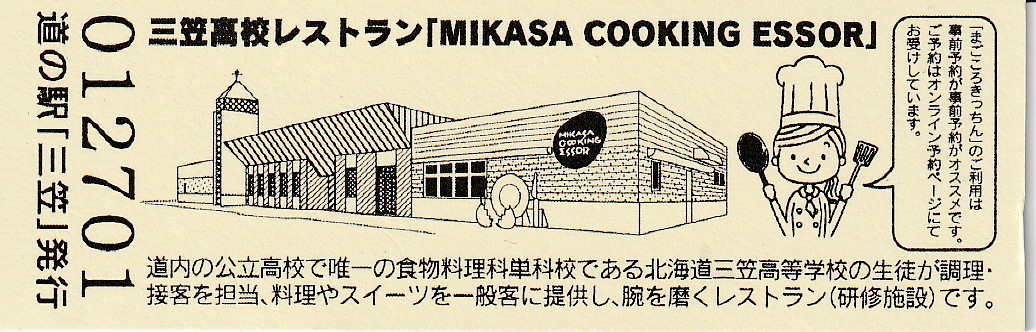 三笠高校レストラン「MIKASA COOKING ESSOR」
「まごころきっちん」のご利用は
事前予約が事前予約がオススメです。
ご予約はオンライン予約ページにて
お受けしています。
MIKASA
COOKING
ESSOR
道内の公立高校で唯一の食物料理科単科校である北海道三笠高等学校の生徒が調理・
接客を担当、料理やスイーツを一般客に提供し、腕を磨くレストラン(研修施設)です。
012701
道の駅「三笠」発行